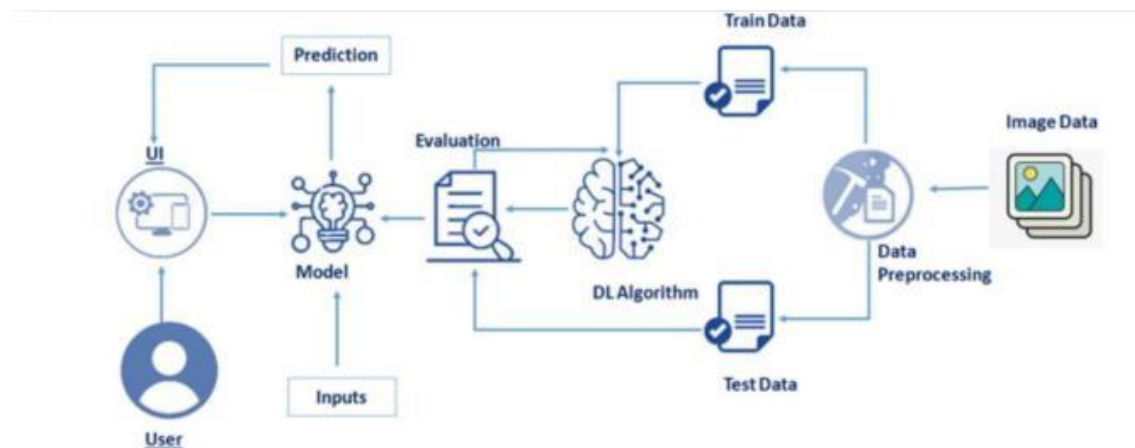 Train Data
Prediction
Image Data
Evaluation
UI
Data
Preprocessing
Model
DL Algorithm
Test Data
Inputs
User